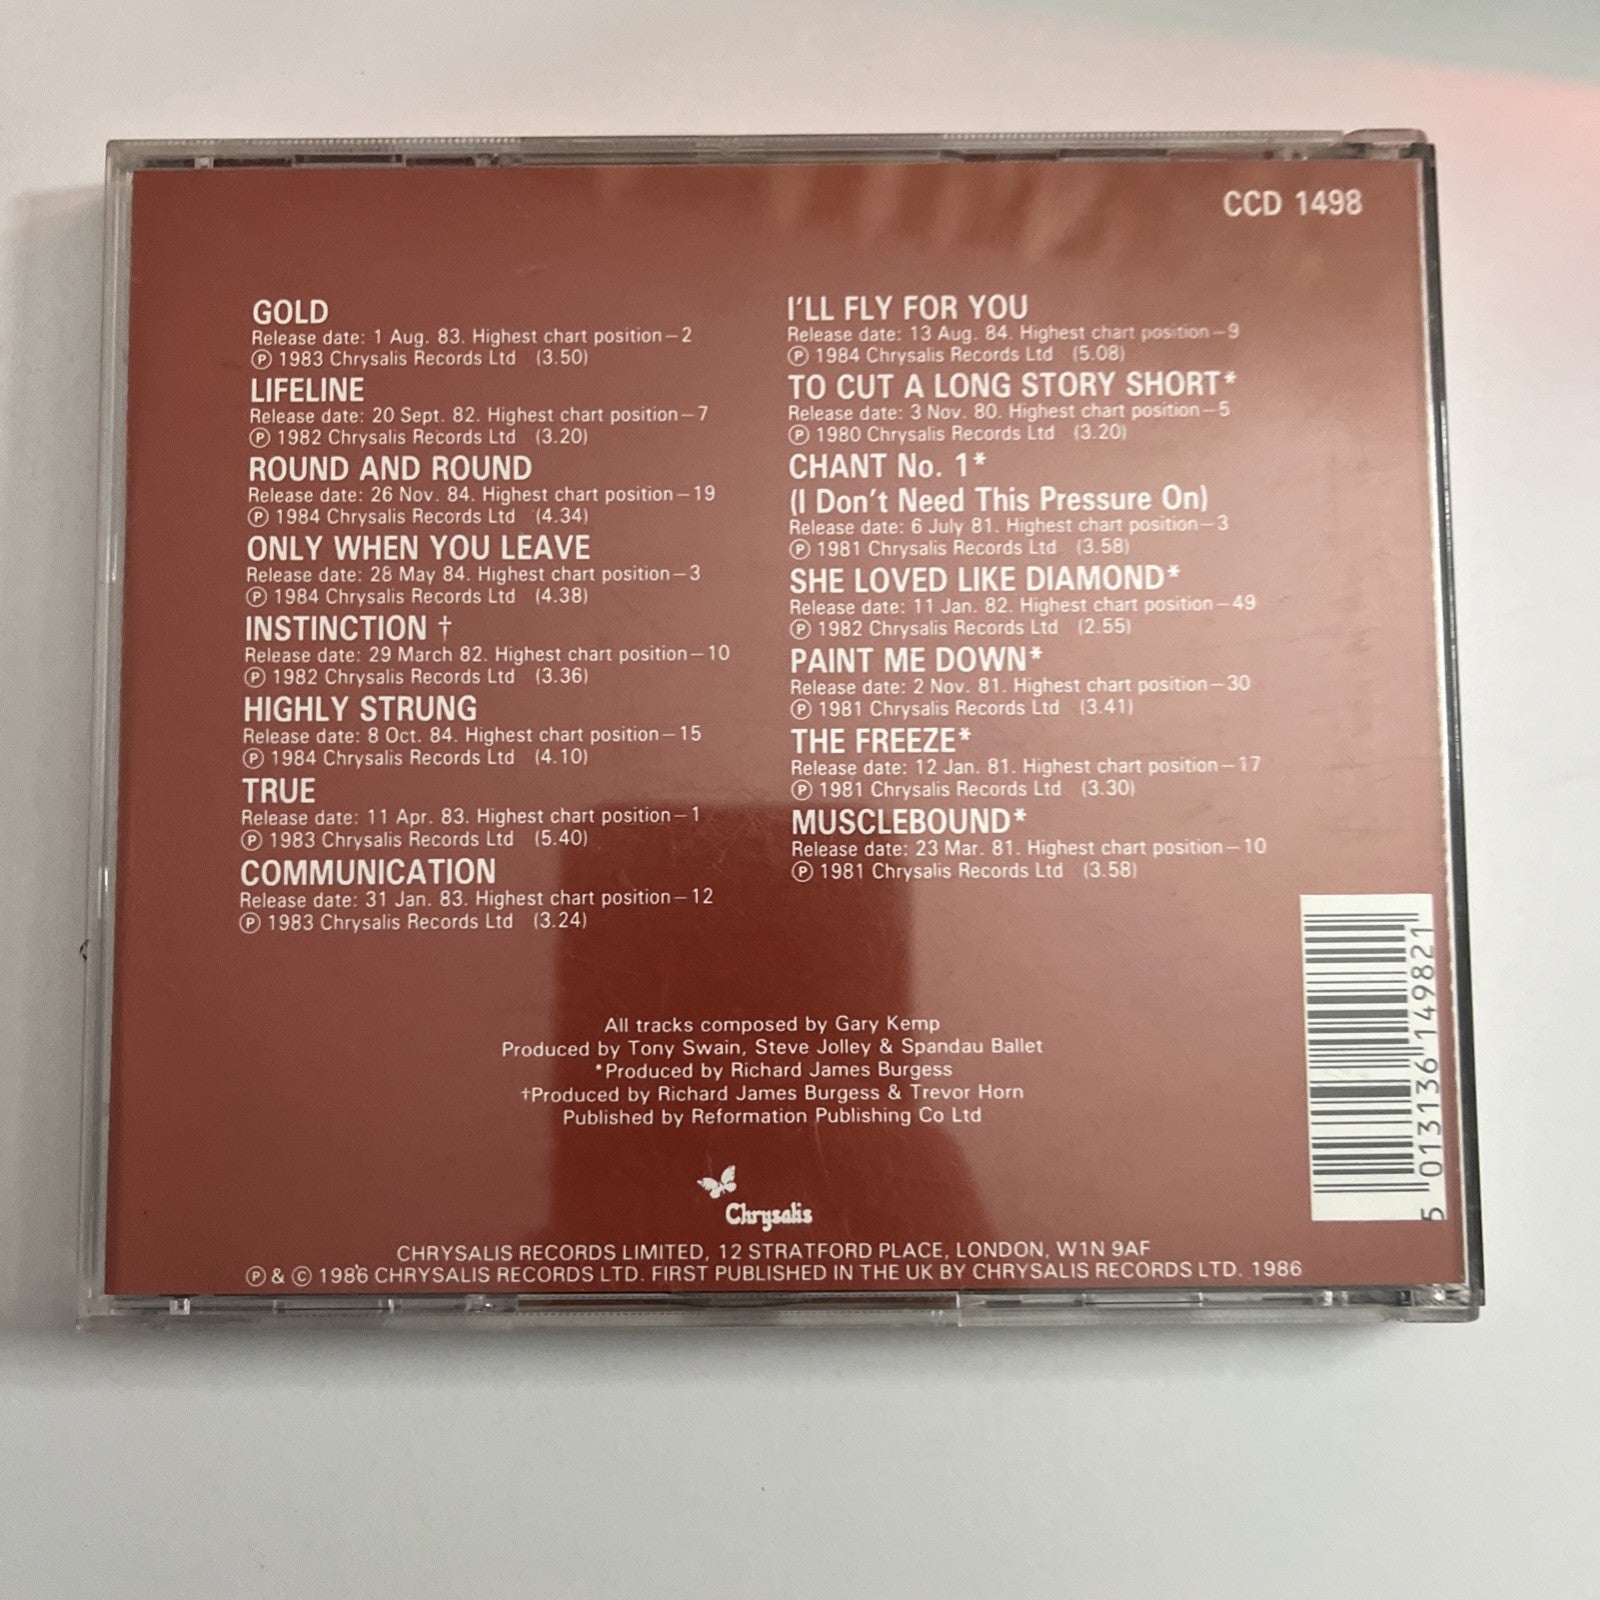 CCD 1498
GOLD
Release date: 1 Aug. 83. Highest chart position–2
Ⓟ 1983 Chrysalis Records Ltd (3.50)
LIFELINE
Release date: 20 Sept. 82. Highest chart position–7
Ⓟ 1982 Chrysalis Records Ltd (3.20)
ROUND AND ROUND
Release date: 26 Nov. 84. Highest chart position–19
Ⓟ 1984 Chrysalis Records Ltd (4.34)
ONLY WHEN YOU LEAVE
Release date: 28 May 84. Highest chart position–3
Ⓟ 1984 Chrysalis Records Ltd (4.38)
INSTINCTION †
Release date: 29 March 82. Highest chart position–10
Ⓟ 1982 Chrysalis Records Ltd (3.36)
HIGHLY STRUNG
Release date: 8 Oct. 84. Highest chart position–15
Ⓟ 1984 Chrysalis Records Ltd (4.10)
TRUE
Release date: 11 Apr. 83. Highest chart position–1
Ⓟ 1983 Chrysalis Records Ltd (5.40)
COMMUNICATION
Release date: 31 Jan. 83. Highest chart position–12
Ⓟ 1983 Chrysalis Records Ltd (3.24)
I'LL FLY FOR YOU
Release date: 13 Aug. 84. Highest chart position–9
Ⓟ 1984 Chrysalis Records Ltd (5.08)
TO CUT A LONG STORY SHORT*
Release date: 3 Nov. 80. Highest chart position–5
Ⓟ 1980 Chrysalis Records Ltd (3.20)
CHANT No. 1*
(I Don't Need This Pressure On)
Release date: 6 July 81. Highest chart position–3
Ⓟ 1981 Chrysalis Records Ltd (3.58)
SHE LOVED LIKE DIAMOND*
Release date: 11 Jan. 82. Highest chart position–49
Ⓟ 1982 Chrysalis Records Ltd (2.55)
PAINT ME DOWN*
Release date: 2 Nov. 81. Highest chart position–30
Ⓟ 1981 Chrysalis Records Ltd (3.41)
THE FREEZE*
Release date: 12 Jan. 81. Highest chart position–17
Ⓟ 1981 Chrysalis Records Ltd (3.30)
MUSCLEBOUND*
Release date: 23 Mar. 81. Highest chart position–10
Ⓟ 1981 Chrysalis Records Ltd (3.58)
All tracks composed by Gary Kemp
Produced by Tony Swain, Steve Jolley & Spandau Ballet
*Produced by Richard James Burgess
†Produced by Richard James Burgess & Trevor Horn
Published by Reformation Publishing Co Ltd
Chrysalis
CHRYSALIS RECORDS LIMITED, 12 STRATFORD PLACE, LONDON, W1N 9AF
Ⓟ & © 1986 CHRYSALIS RECORDS LTD. FIRST PUBLISHED IN THE UK BY CHRYSALIS RECORDS LTD. 1986
5 013136 149821